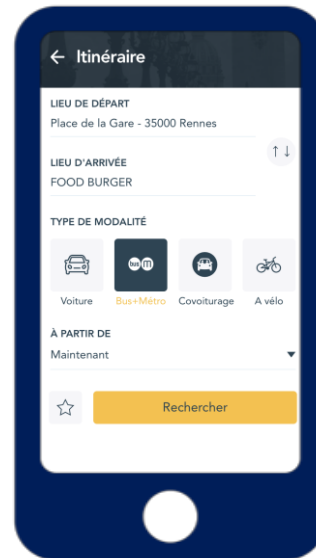 ← Itinéraire
LIEU DE DÉPART
Place de la Gare - 35000 Rennes
↑↓
LIEU D'ARRIVÉE
FOOD BURGER
TYPE DE MODALITÉ
bus m
Voiture Bus+Métro Covoiturage A vélo
À PARTIR DE
Maintenant
Rechercher